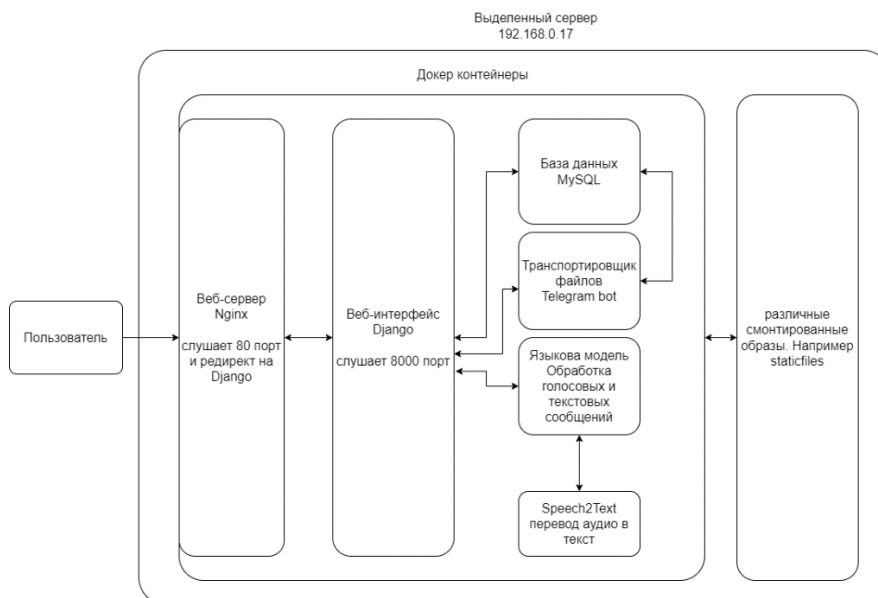 Выделенный сервер
192.168.0.17
Докер контейнеры
Пользователь
Веб-сервер
Nginx
слушает 80 порт
и редирект на
Django
Веб-интерфейс
Django
слушает 8000 порт
База данных
MySQL
Транспортировщик
файлов
Telegram bot
Языкова модель
Обработка
голосовых и
текстовых
сообщений
Speech2Text
перевод аудио в
текст
различные
смонтированные
образы. Например
staticfiles